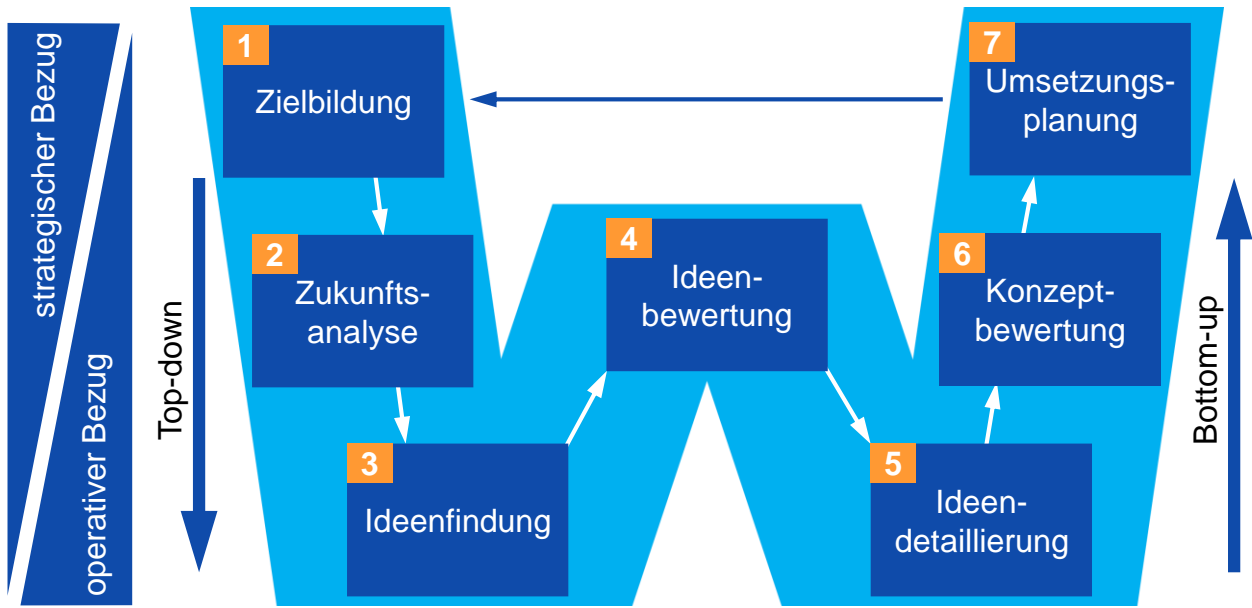 strategischer Bezug
operativer Bezug
Top-down
1
Zielbildung
2
Zukunfts-
analyse
3
Ideenfindung
4
Ideen-
bewertung
5
Ideen-
detaillierung
6
Konzept-
bewertung
7
Umsetzungs-
planung
Bottom-up